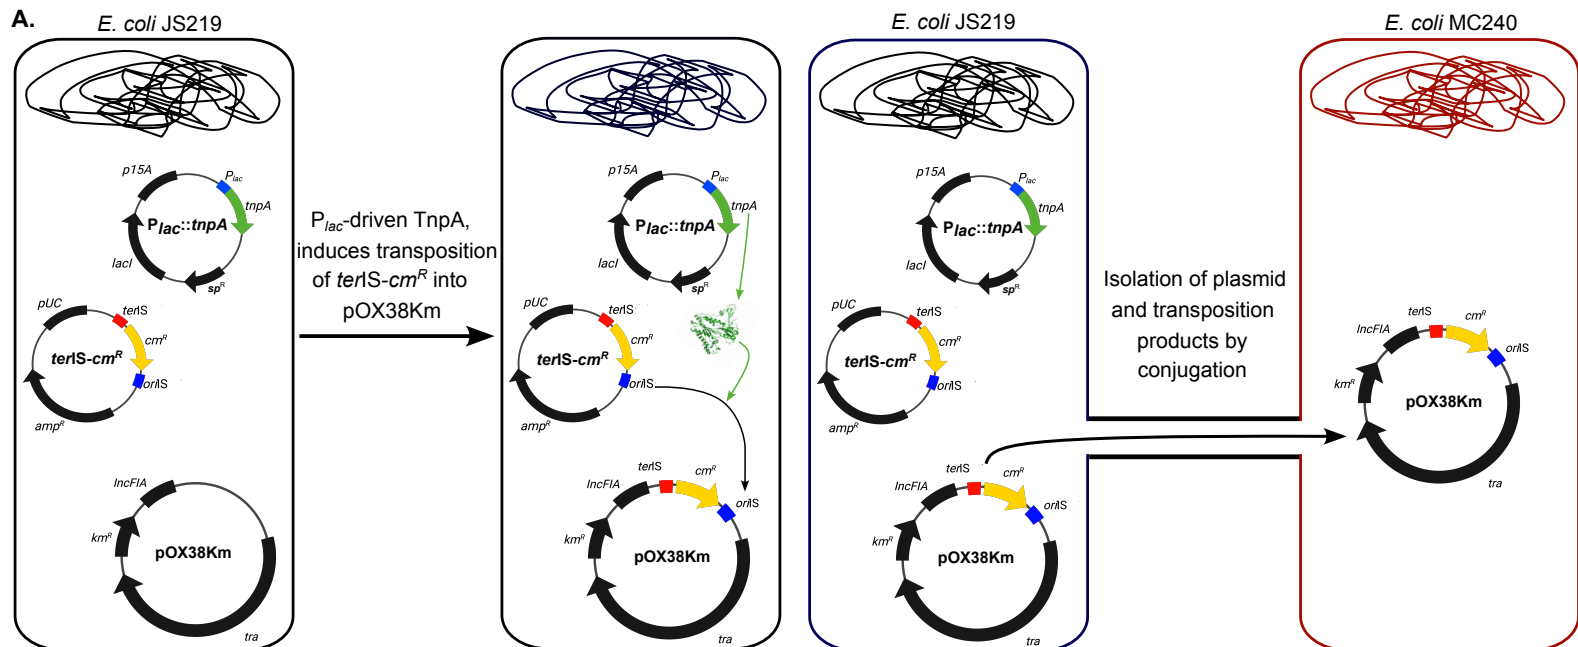 A.
E. coli JS219
p15A
Plac
tnpA
Plac::tnpA
lacI
spR
pUC
terIS
cmR
terIS-cmR
oriIS
ampR
IncFIA
kmR
pOX38Km
tra
Plac-driven TnpA,
induces transposition
of terIS-cmR into
pOX38Km
p15A
Plac
tnpA
Plac::tnpA
lacI
spR
pUC
terIS
cmR
terIS-cmR
oriIS
ampR
terIS
cmR
IncFIA
oriIS
kmR
pOX38Km
tra
E. coli JS219
p15A
Plac
tnpA
Plac::tnpA
lacI
spR
pUC
terIS
cmR
terIS-cmR
oriIS
ampR
terIS
cmR
IncFIA
oriIS
kmR
pOX38Km
tra
Isolation of plasmid
and transposition
products by
conjugation
E. coli MC240
terIS
cmR
IncFIA
oriIS
kmR
pOX38Km
tra